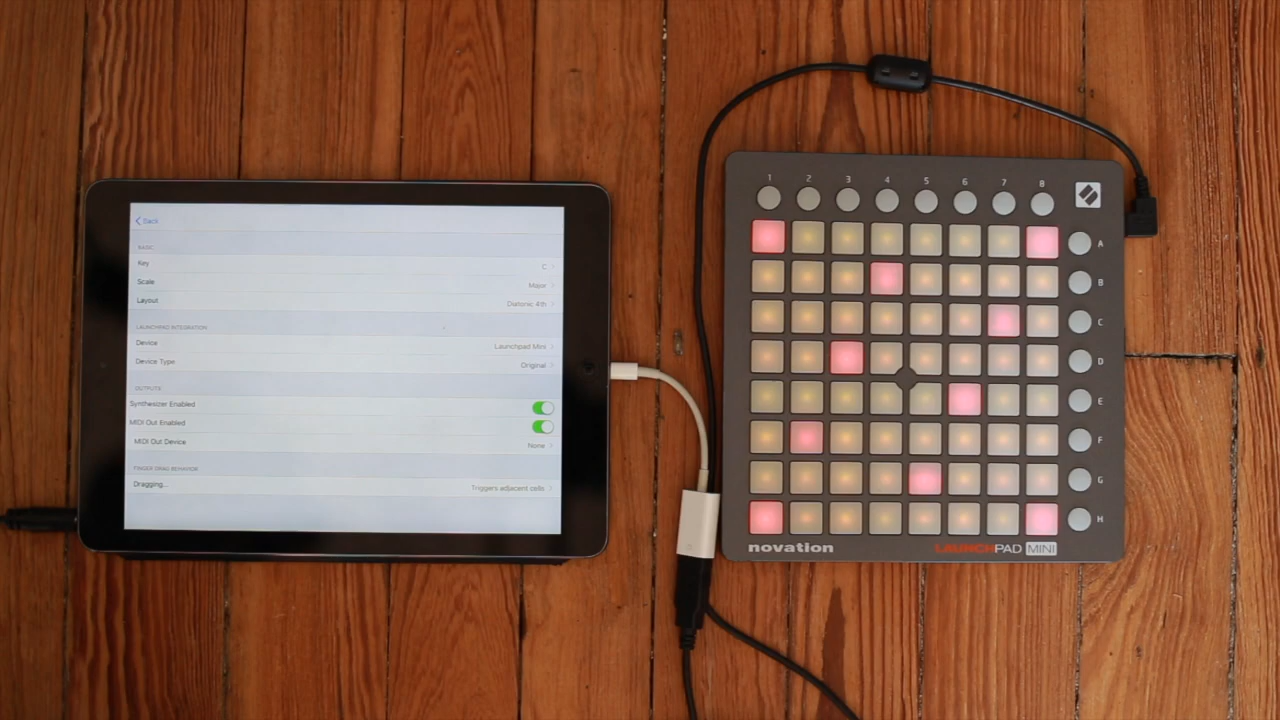 Back
BASIC
Key C
Scale Major
Layout Diatonic 4th
LAUNCHPAD INTEGRATION
Device Launchpad Mini
Device Type Original
OUTPUTS
Synthesizer Enabled
MIDI Out Enabled
MIDI Out Device None
FINGER DRAG BEHAVIOR
Dragging... Triggers adjacent cells
1 2 3 4 5 6 7 8
A
B
C
D
E
F
G
H
novation LAUNCHPAD MINI